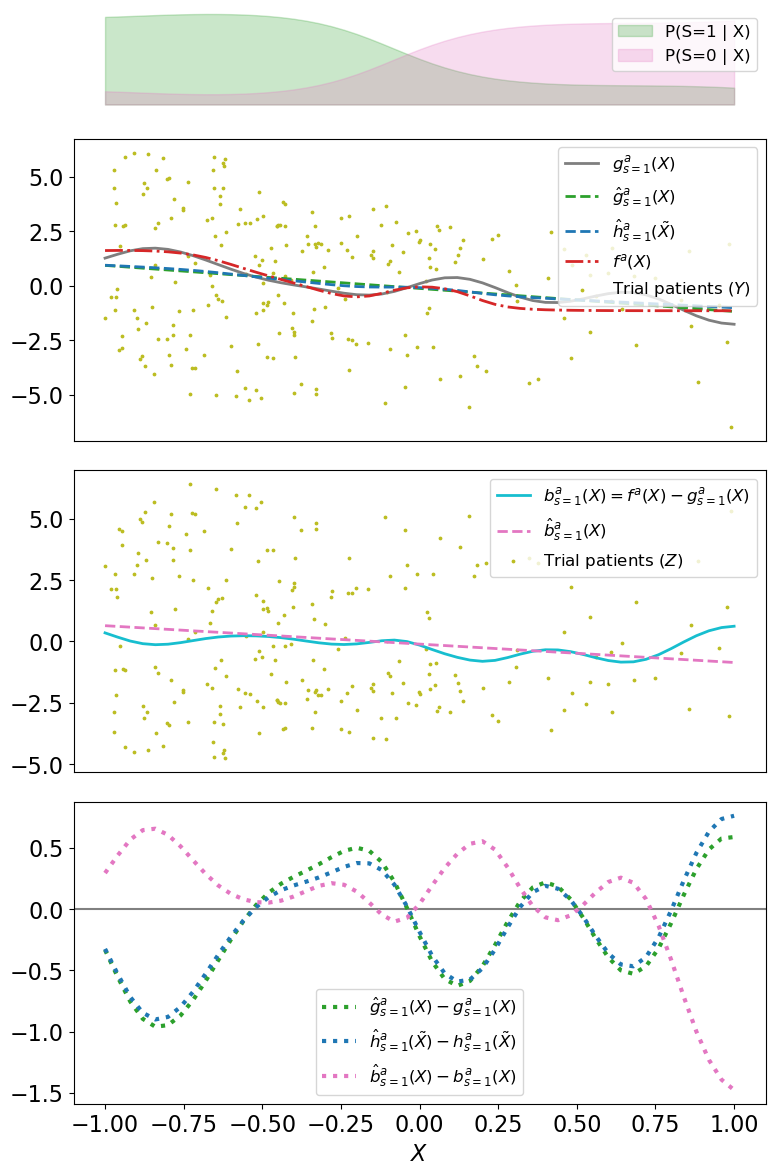 P(S=1 | X)
P(S=0 | X)
5.0
2.5
0.0
−2.5
−5.0
g^a_{s=1}(X)
ĝ^a_{s=1}(X)
ĥ^a_{s=1}(X̃)
f^a(X)
Trial patients (Y)
5.0
2.5
0.0
−2.5
−5.0
b^a_{s=1}(X) = f^a(X) − g^a_{s=1}(X)
b̂^a_{s=1}(X)
Trial patients (Z)
0.5
0.0
−0.5
−1.0
−1.5
ĝ^a_{s=1}(X) − g^a_{s=1}(X)
ĥ^a_{s=1}(X̃) − h^a_{s=1}(X̃)
b̂^a_{s=1}(X) − b^a_{s=1}(X)
−1.00 −0.75 −0.50 −0.25 0.00 0.25 0.50 0.75 1.00
X